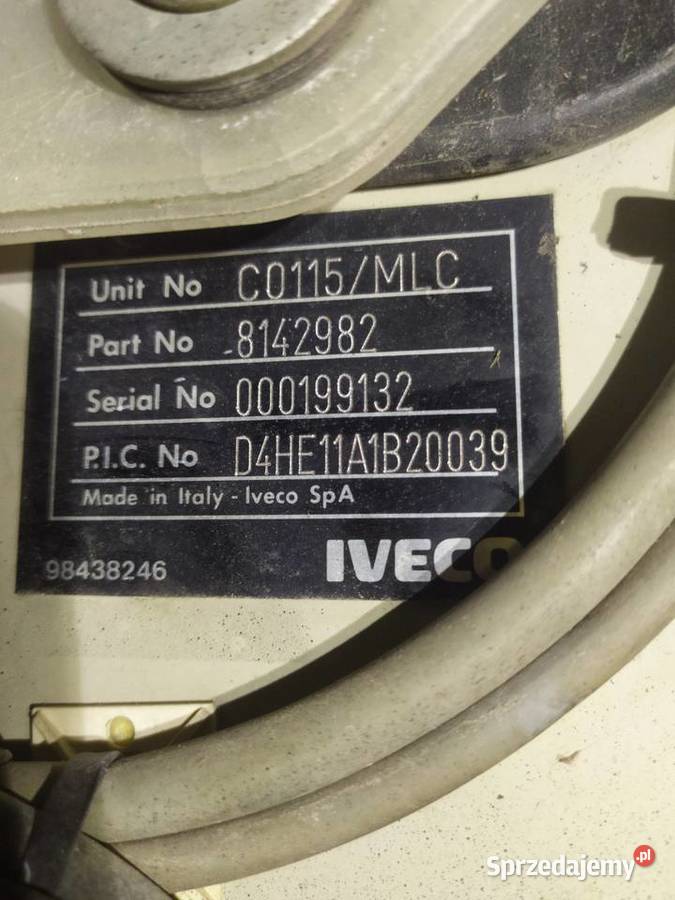 Unit No C0115/MLC
Part No 8142982
Serial No 000199132
P.I.C. No D4HE11A1B20039
Made in Italy - Iveco SpA
98438246 IVECO
Sprzedajemy.pl